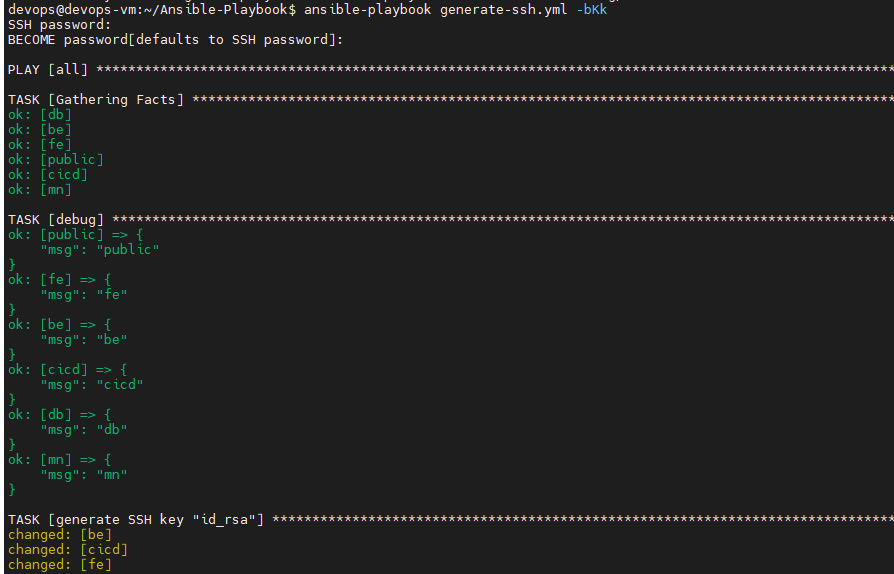 devops@devops-vm:~/Ansible-Playbook$ ansible-playbook generate-ssh.yml -bKk
SSH password:
BECOME password[defaults to SSH password]:
PLAY [all] ****************************************************************************************************
TASK [Gathering Facts] ****************************************************************************************
ok: [db]
ok: [be]
ok: [fe]
ok: [public]
ok: [cicd]
ok: [mn]
TASK [debug] **************************************************************************************************
ok: [public] => {
    "msg": "public"
}
ok: [fe] => {
    "msg": "fe"
}
ok: [be] => {
    "msg": "be"
}
ok: [cicd] => {
    "msg": "cicd"
}
ok: [db] => {
    "msg": "db"
}
ok: [mn] => {
    "msg": "mn"
}
TASK [generate SSH key "id_rsa"] ******************************************************************************
changed: [be]
changed: [cicd]
changed: [fe]